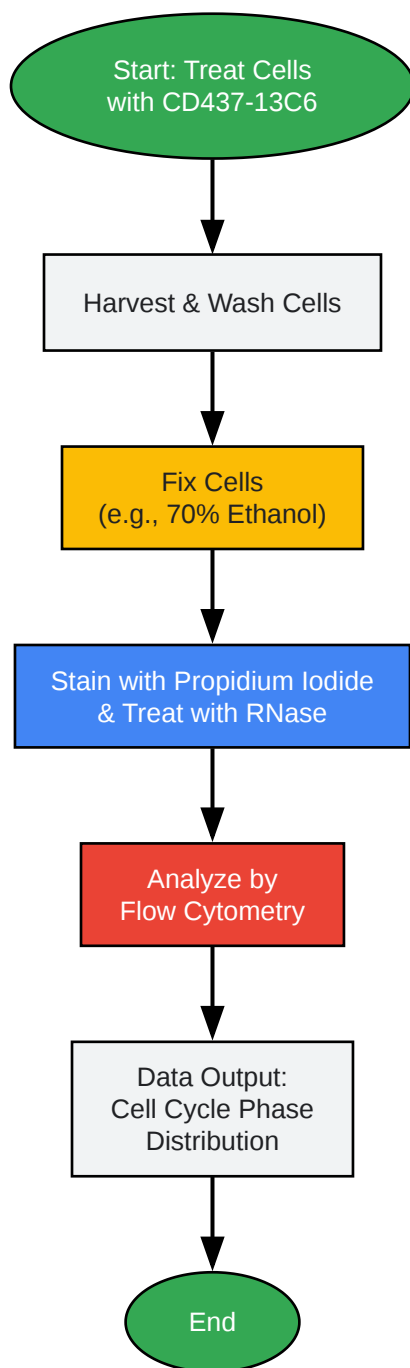 Start: Treat Cells
with CD437-13C6
Harvest & Wash Cells
Fix Cells
(e.g., 70% Ethanol)
Stain with Propidium Iodide
& Treat with RNase
Analyze by
Flow Cytometry
Data Output:
Cell Cycle Phase
Distribution
End